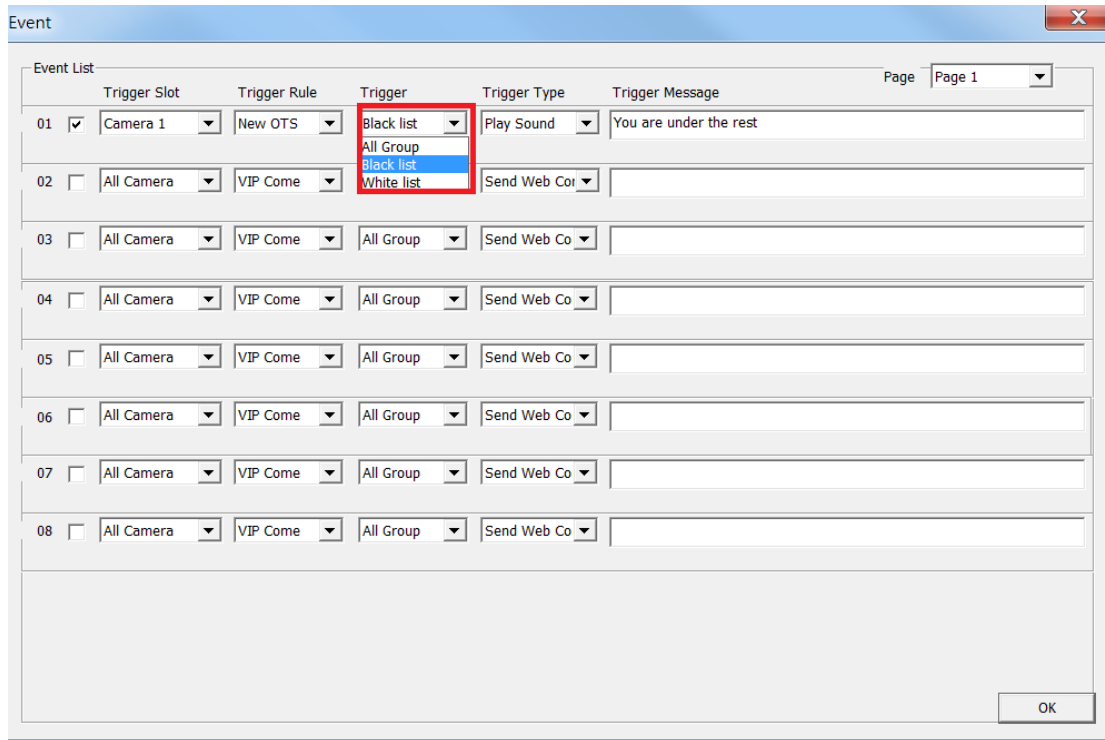 Event
X
Event List
Page Page 1
Trigger Slot Trigger Rule Trigger Trigger Type Trigger Message
01 Camera 1 New OTS Black list Play Sound You are under the rest
All Group
Black list
White list
02 All Camera VIP Come Send Web Cor
03 All Camera VIP Come All Group Send Web Co
04 All Camera VIP Come All Group Send Web Co
05 All Camera VIP Come All Group Send Web Co
06 All Camera VIP Come All Group Send Web Co
07 All Camera VIP Come All Group Send Web Co
08 All Camera VIP Come All Group Send Web Co
OK